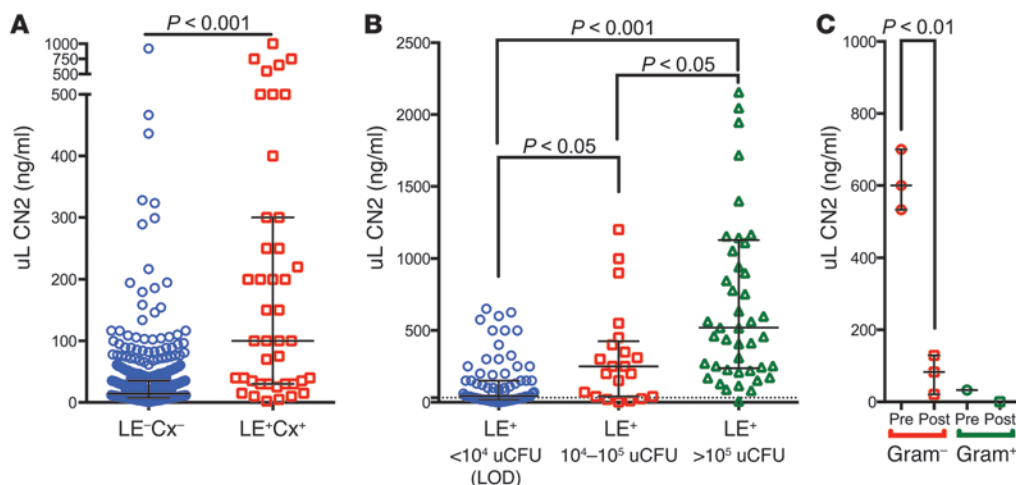 A
P < 0.001
1000
750
500
500
400
300
200
100
0
uL CN2 (ng/ml)
LE⁻Cx⁻
LE⁺Cx⁺
B
P < 0.001
P < 0.05
P < 0.05
2500
2000
1500
1000
500
0
uL CN2 (ng/ml)
LE⁺
<10⁴ uCFU
(LOD)
LE⁺
10⁴–10⁵ uCFU
LE⁺
>10⁵ uCFU
C
P < 0.01
1000
800
600
400
200
0
uL CN2 (ng/ml)
Pre Post Pre Post
Gram⁻ Gram⁺